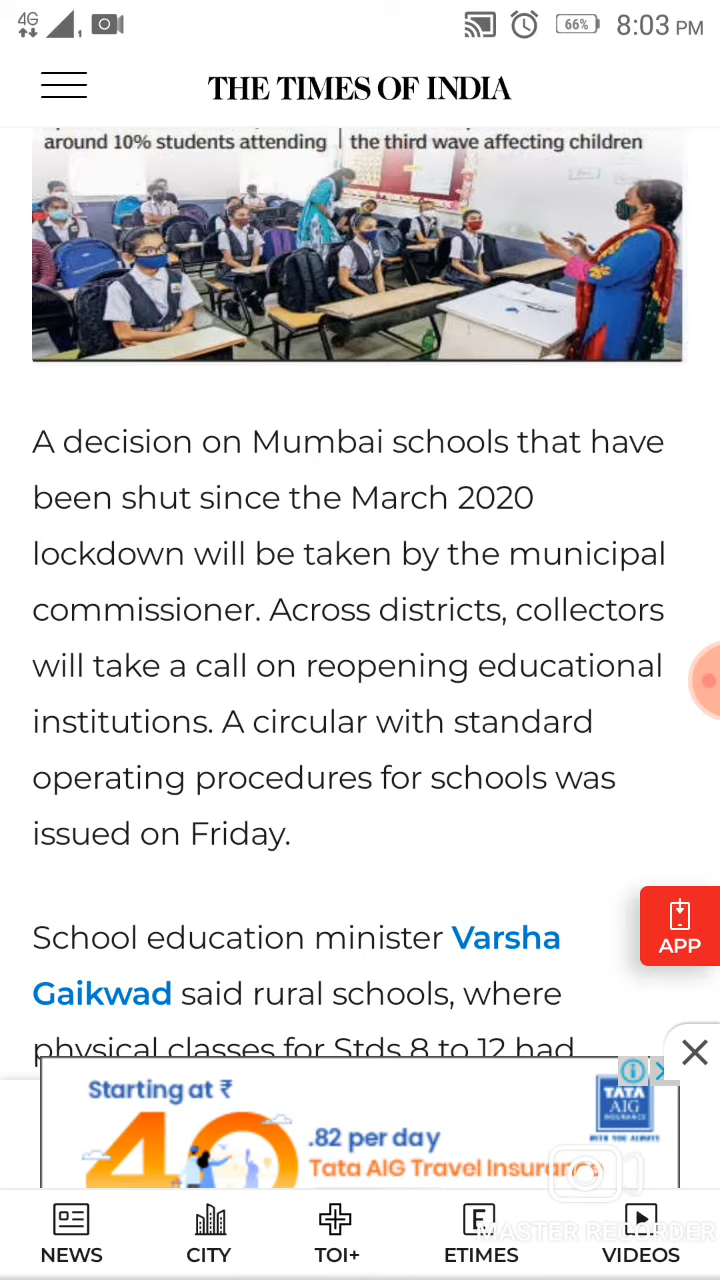 4G
66%
8:03 PM
THE TIMES OF INDIA
around 10% students attending
the third wave affecting children
A decision on Mumbai schools that have
been shut since the March 2020
lockdown will be taken by the municipal
commissioner. Across districts, collectors
will take a call on reopening educational
institutions. A circular with standard
operating procedures for schools was
issued on Friday.
APP
School education minister Varsha
Gaikwad said rural schools, where
physical classes for Stds 8 to 12 had
Starting at ₹
40
.82 per day
Tata AIG Travel Insurance
TATA
AIG
INSURANCE
WITH YOU ALWAYS
MASTER RECORDER
NEWS
CITY
TOI+
ETIMES
VIDEOS